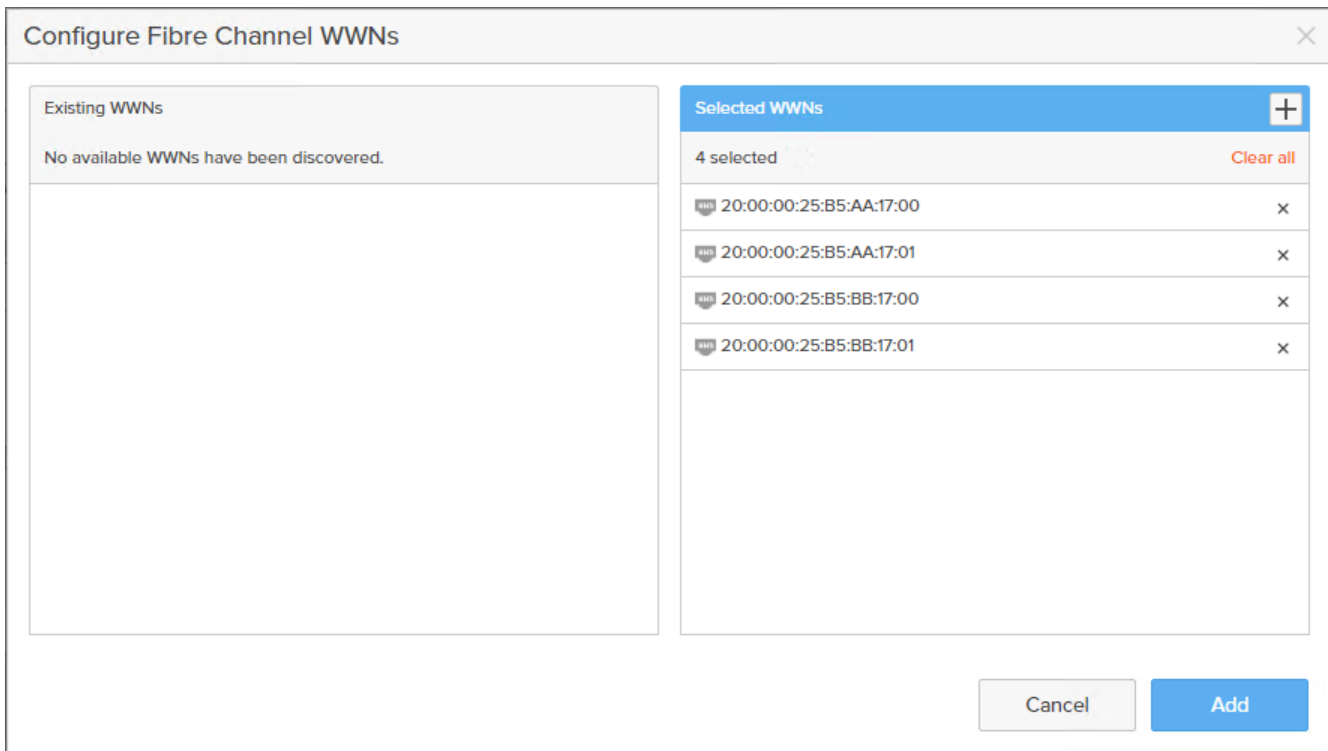 Configure Fibre Channel WWNs
Existing WWNs
No available WWNs have been discovered.
Selected WWNs
4 selected
Clear all
20:00:00:25:B5:AA:17:00
20:00:00:25:B5:AA:17:01
20:00:00:25:B5:BB:17:00
20:00:00:25:B5:BB:17:01
Cancel
Add